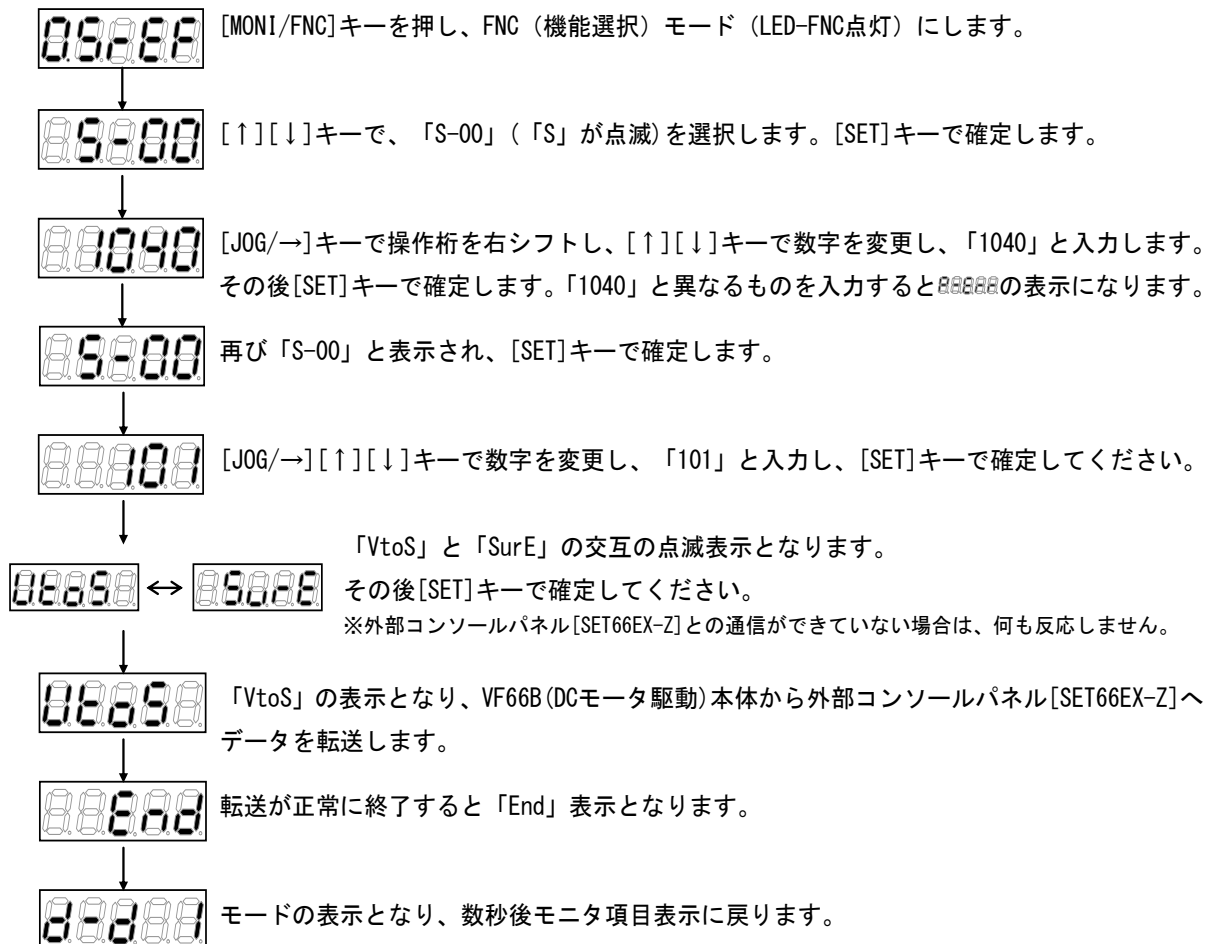 0.SrEF [MONI/FNC]キーを押し、FNC（機能選択）モード（LED-FNC点灯）にします。
S-00 [↑][↓]キーで、「S-00」(「S」が点滅)を選択します。[SET]キーで確定します。
1040 [JOG/→]キーで操作桁を右シフトし、[↑][↓]キーで数字を変更し、「1040」と入力します。
その後[SET]キーで確定します。「1040」と異なるものを入力すると の表示になります。
S-00 再び「S-00」と表示され、[SET]キーで確定します。
101 [JOG/→][↑][↓]キーで数字を変更し、「101」と入力し、[SET]キーで確定してください。
「VtoS」と「SurE」の交互の点滅表示となります。
VtoS ↔ SurE その後[SET]キーで確定してください。
※外部コンソールパネル[SET66EX-Z]との通信ができていない場合は、何も反応しません。
VtoS 「VtoS」の表示となり、VF66B(DCモータ駆動)本体から外部コンソールパネル[SET66EX-Z]へ
データを転送します。
End 転送が正常に終了すると「End」表示となります。
d-d 1 モードの表示となり、数秒後モニタ項目表示に戻ります。